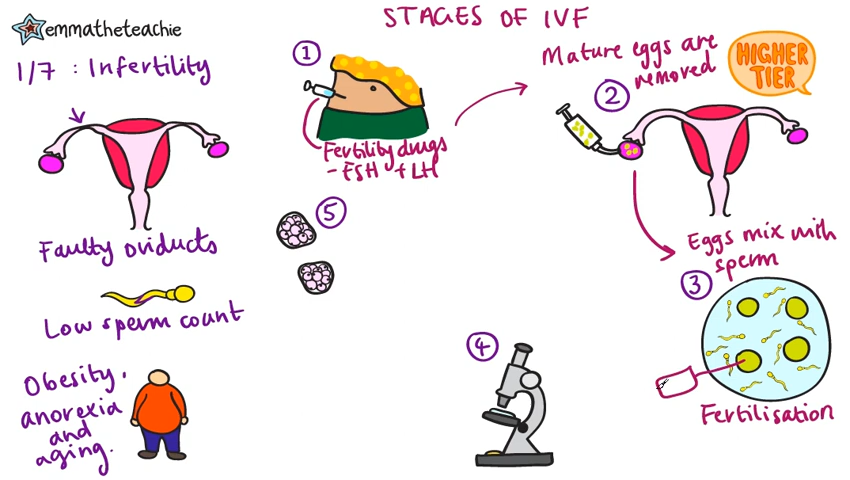 emmatheteachie
STAGES OF IVF
1/7 : Infertility
Faulty oviducts
Low sperm count
Obesity,
anorexia
and
aging.
1
Fertility drugs
- FSH + LH
Mature eggs are
removed
HIGHER
TIER
2
Eggs mix with
sperm
3
Fertilisation
4
5